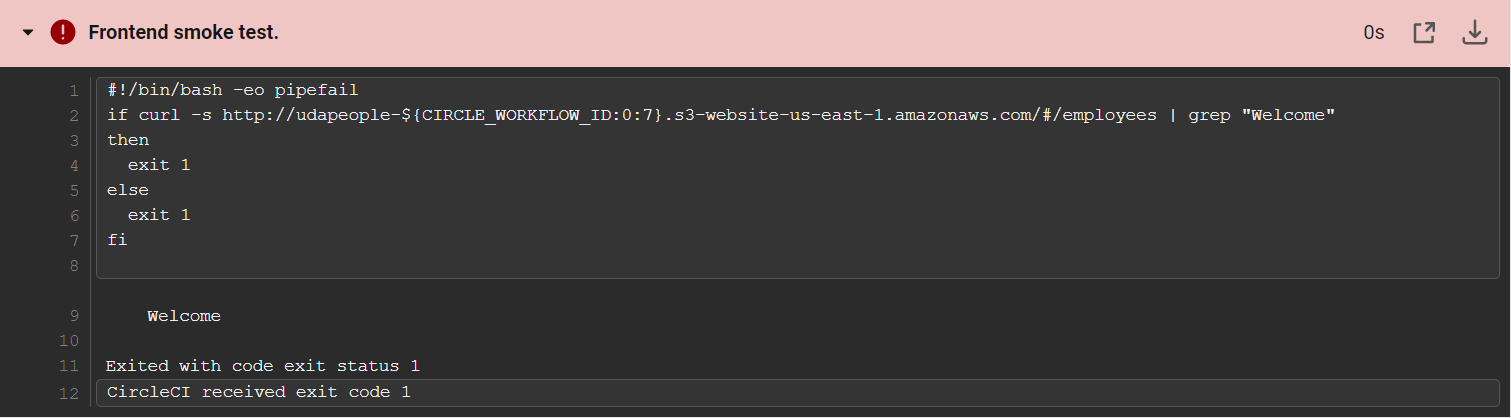 Frontend smoke test.
0s
1 #!/bin/bash -eo pipefail
2 if curl -s http://udapeople-${CIRCLE_WORKFLOW_ID:0:7}.s3-website-us-east-1.amazonaws.com/#/employees | grep "Welcome"
3 then
4   exit 1
5 else
6   exit 1
7 fi
8
9     Welcome
10
11 Exited with code exit status 1
12 CircleCI received exit code 1